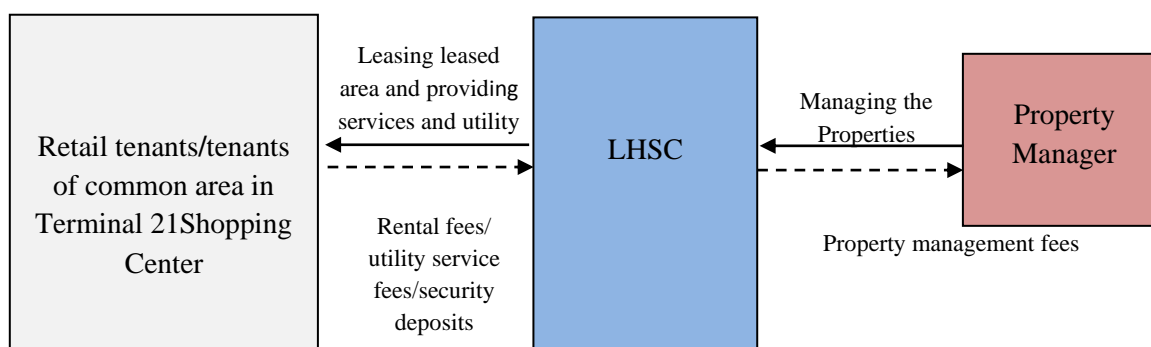 Retail tenants/tenants
of common area in
Terminal 21Shopping
Center
Leasing leased
area and providing
services and utility
Rental fees/
utility service
fees/security
deposits
LHSC
Managing the
Properties
Property management fees
Property
Manager